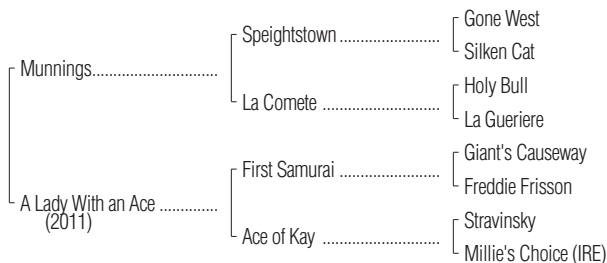 Gone West
Speightstown
Silken Cat
Munnings
Holy Bull
La Comete
La Gueriere
Giant's Causeway
First Samurai
Freddie Frisson
A Lady With an Ace
(2011)
Stravinsky
Ace of Kay
Millie's Choice (IRE)